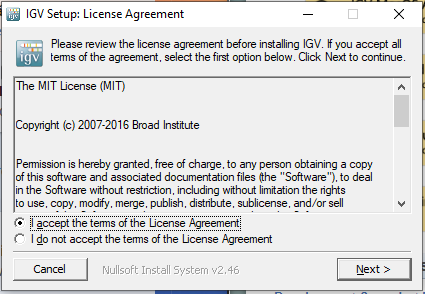 IGV Setup: License Agreement
igv
Please review the license agreement before installing IGV. If you accept all
terms of the agreement, select the first option below. Click Next to continue.
The MIT License (MIT)
Copyright (c) 2007-2016 Broad Institute
Permission is hereby granted, free of charge, to any person obtaining a copy
of this software and associated documentation files (the "Software"), to deal
in the Software without restriction, including without limitation the rights
to use, copy, modify, merge, publish, distribute, sublicense, and/or sell
I accept the terms of the License Agreement
I do not accept the terms of the License Agreement
Cancel
Nullsoft Install System v2.46
Next >